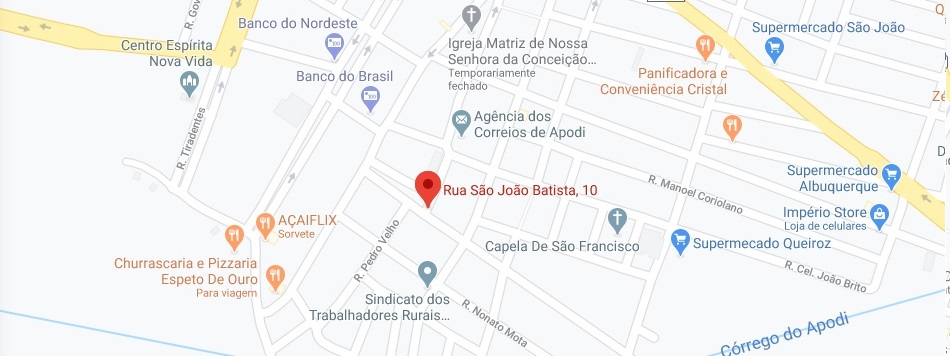 R. Gov
Banco do Nordeste
Centro Espírita
Nova Vida
Banco do Brasil
Igreja Matriz de Nossa
Senhora da Conceição...
Temporariamente
fechado
Supermercado São João
Panificadora e
Conveniência Cristal
Q
Zé
D
R. Tiradentes
Agência dos
Correios de Apodi
Rua São João Batista, 10
R. Manoel Coriolano
Supermercado
Albuquerque
Império Store
Loja de celulares
AÇAIFLIX
Sorvete
R. Pedro Velho
Capela De São Francisco
Supermecado Queiroz
Churrascaria e Pizzaria
Espeto De Ouro
Para viagem
R. Cel. João Brito
Sindicato dos
Trabalhadores Rurais...
R. Nonato Mota
Córrego do Apodi